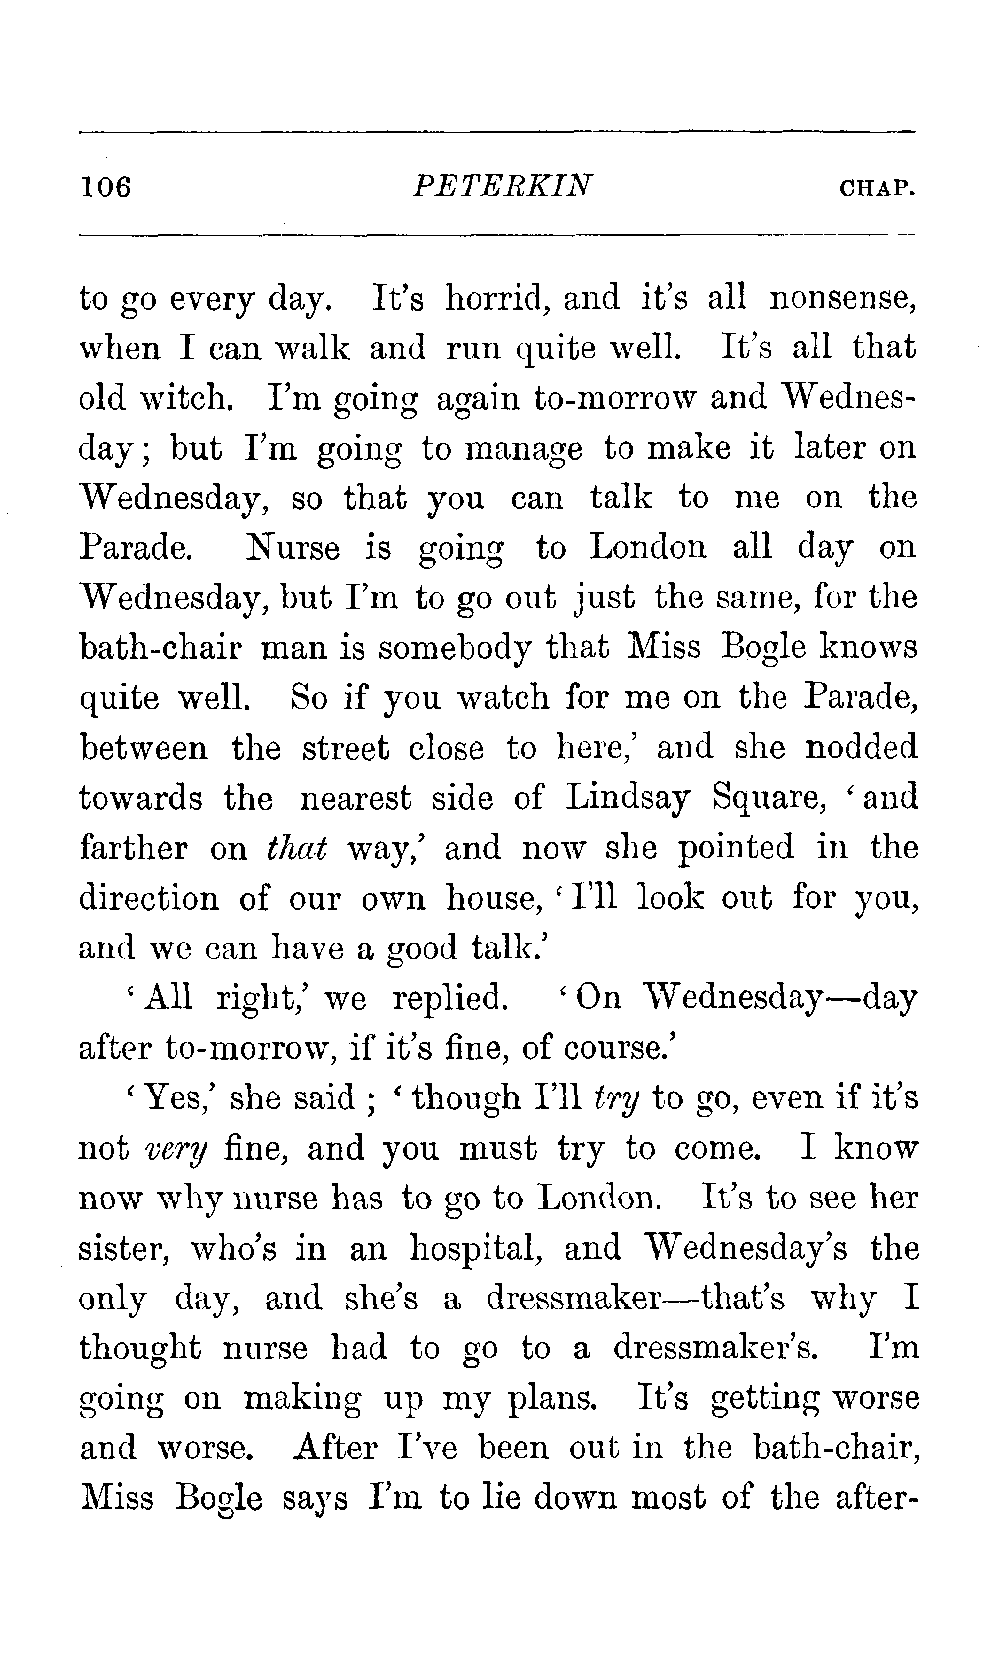 106 PETERKIN CHAP.
to go every day. It's horrid, and it's all nonsense,
when I can walk and run quite well. It's all that
old witch. I'm going again to-morrow and Wednes-
day; but I'm going to manage to make it later on
Wednesday, so that you can talk to me on the
Parade. Nurse is going to London all day on
Wednesday, but I'm to go out just the same, for the
bath-chair man is somebody that Miss Bogle knows
quite well. So if you watch for me on the Parade,
between the street close to here,' and she nodded
towards the nearest side of Lindsay Square, 'and
farther on that way,' and now she pointed in the
direction of our own house, 'I'll look out for you,
and we can have a good talk.'
'All right,' we replied. 'On Wednesday—day
after to-morrow, if it's fine, of course.'
'Yes,' she said; 'though I'll try to go, even if it's
not very fine, and you must try to come. I know
now why nurse has to go to London. It's to see her
sister, who's in an hospital, and Wednesday's the
only day, and she's a dressmaker—that's why I
thought nurse had to go to a dressmaker's. I'm
going on making up my plans. It's getting worse
and worse. After I've been out in the bath-chair,
Miss Bogle says I'm to lie down most of the after-